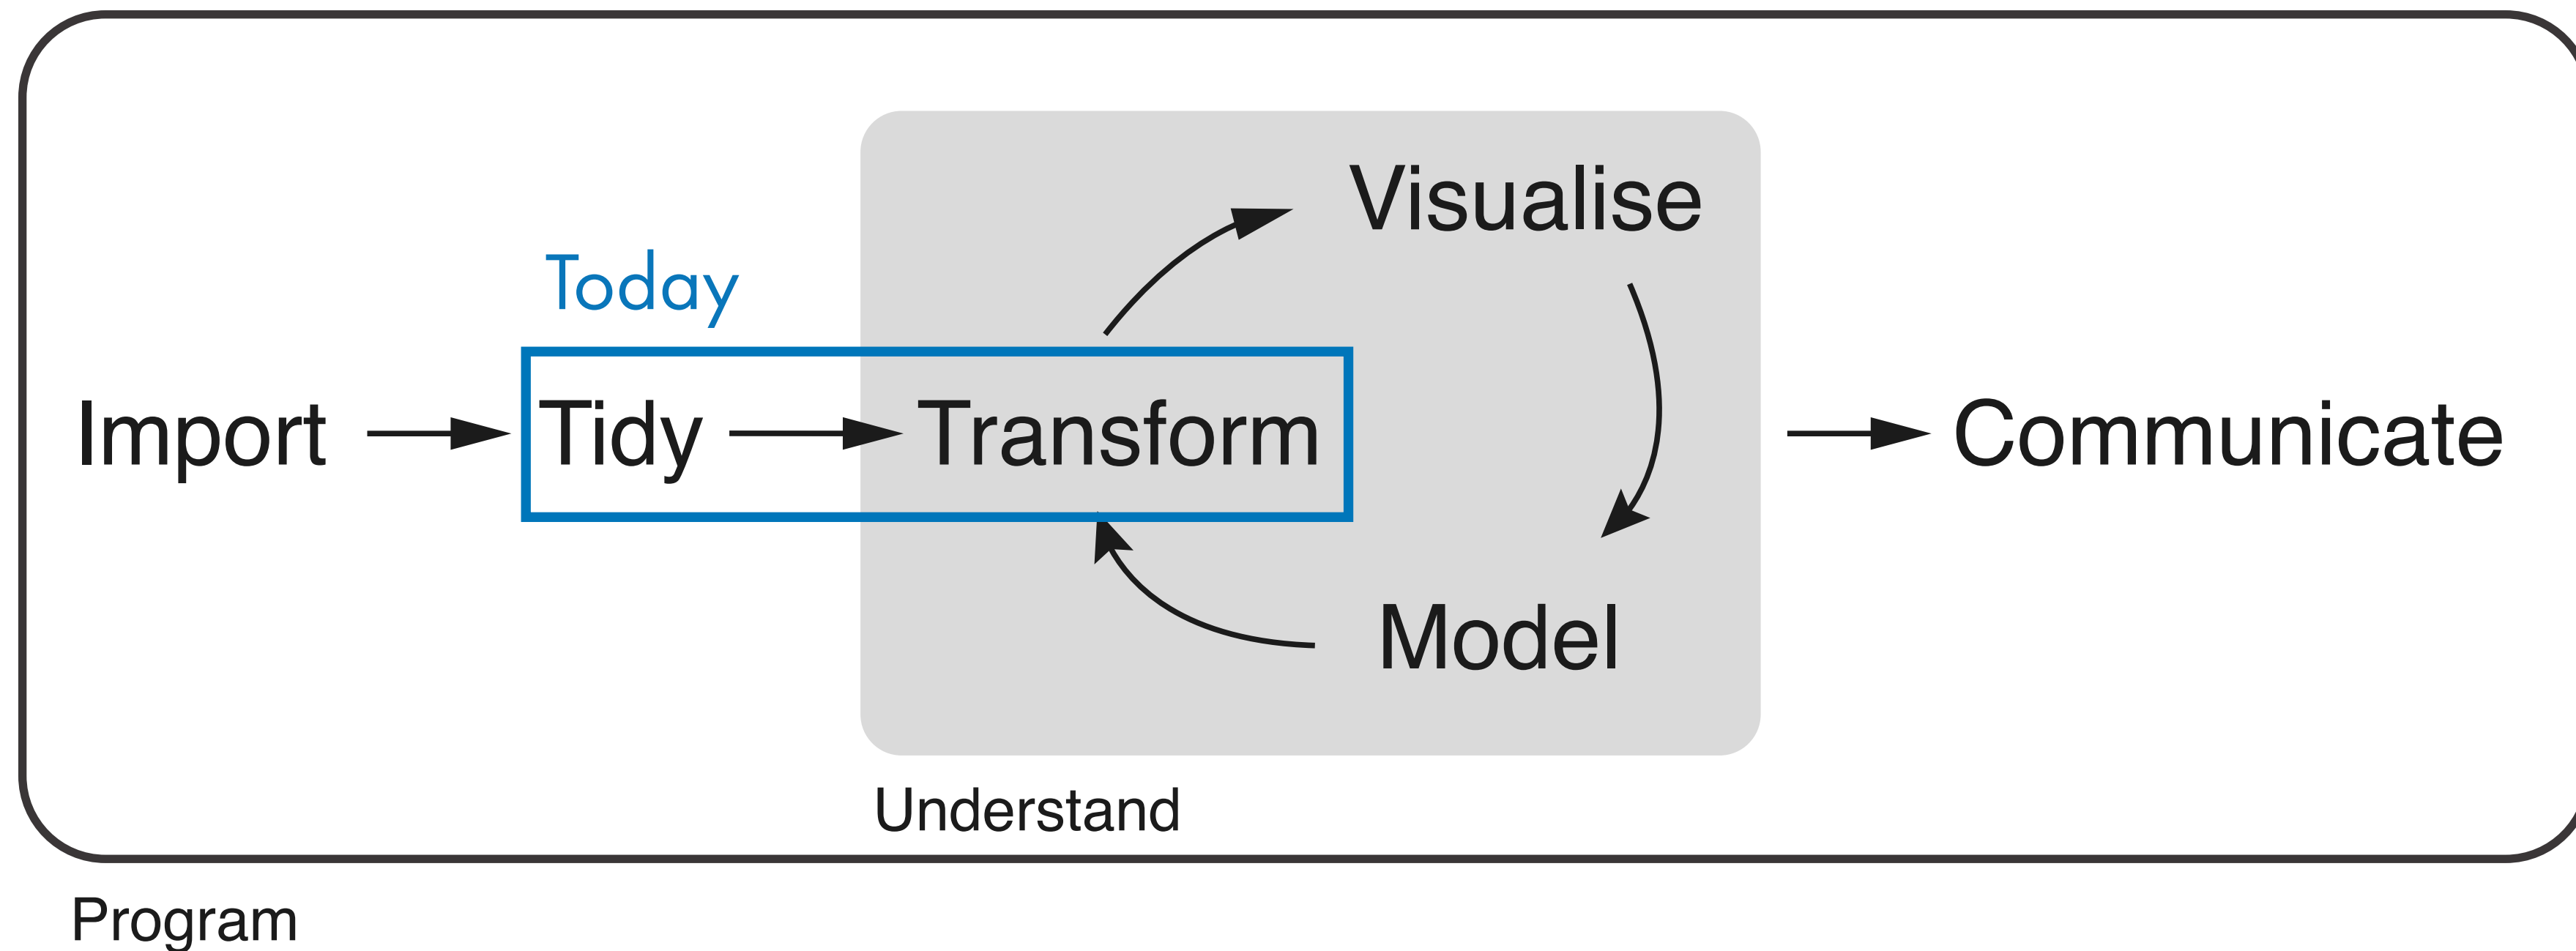 Visualise
Today
Import
Tidy
Transform
Communicate
Model
Understand
Program